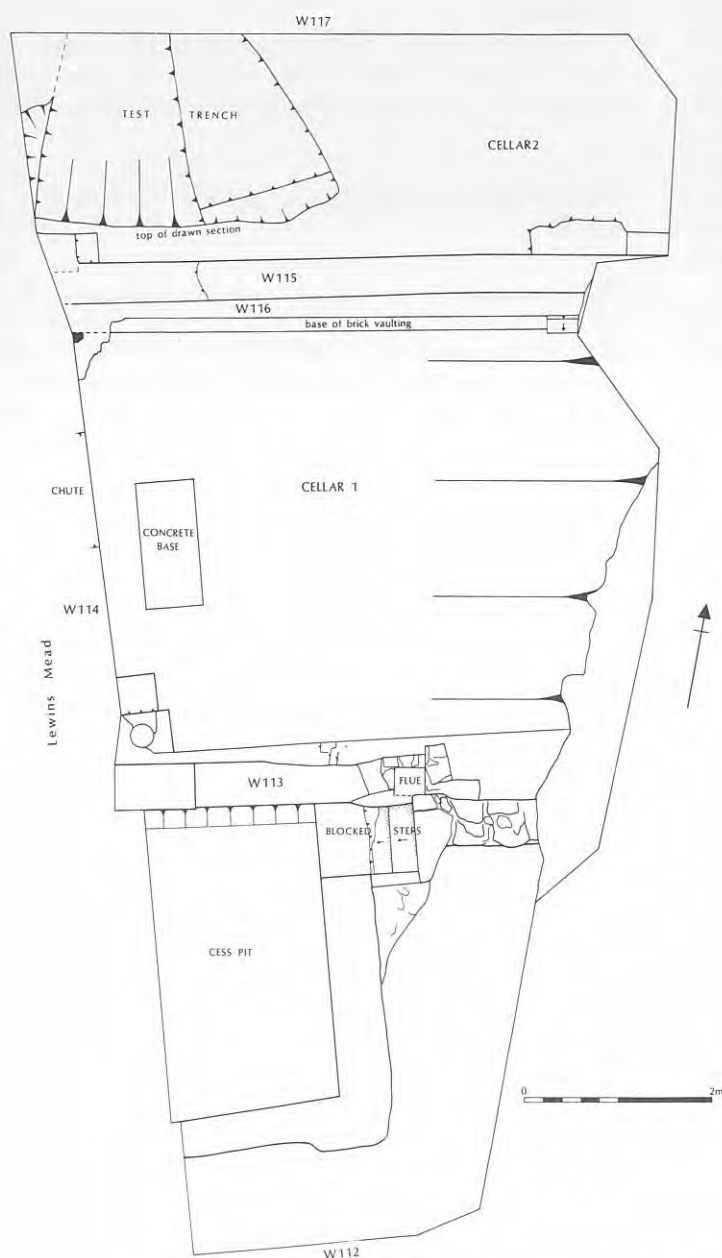 W117
TEST TRENCH
CELLAR2
top of drawn section
W115
W116
base of brick vaulting
CHUTE
CELLAR 1
CONCRETE
BASE
W114
Lewins Mead
W113
FLUE
BLOCKED STEPS
CESS PIT
0 2m
W112